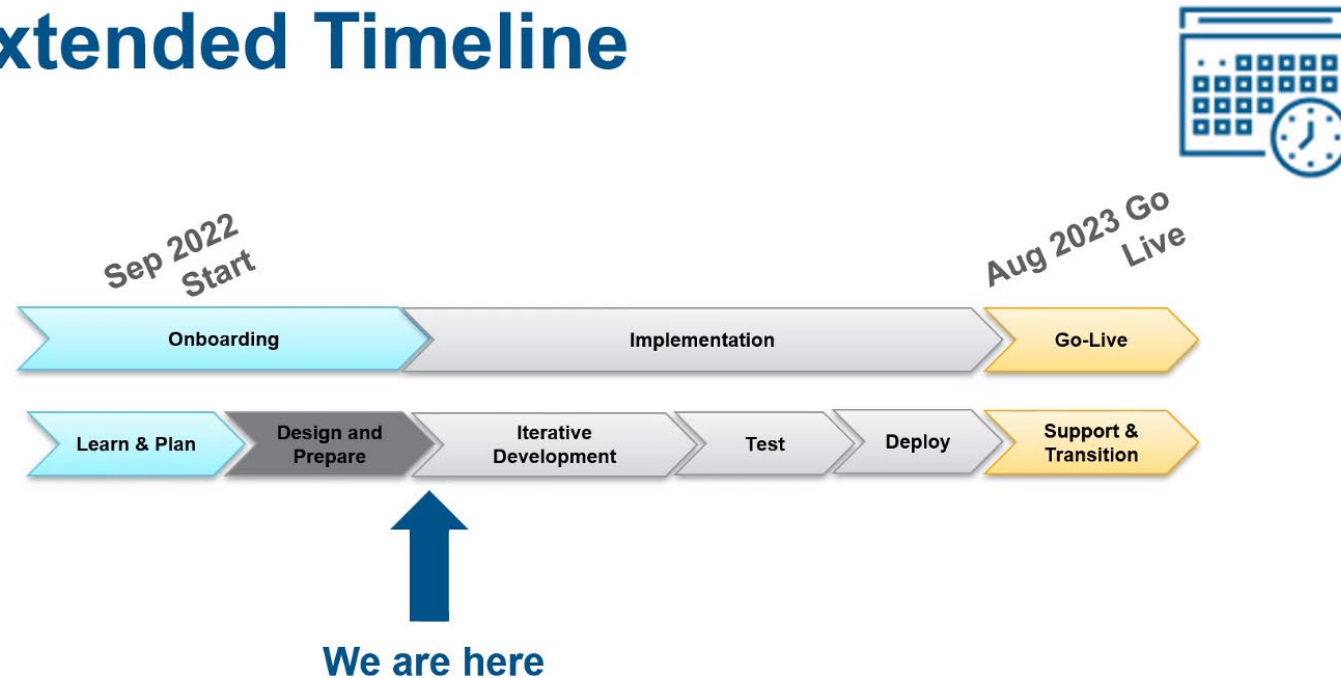 xtended Timeline
Sep 2022
Start
Aug 2023 Go
Live
Onboarding
Implementation
Go-Live
Learn & Plan
Design and
Prepare
Iterative
Development
Test
Deploy
Support &
Transition
We are here